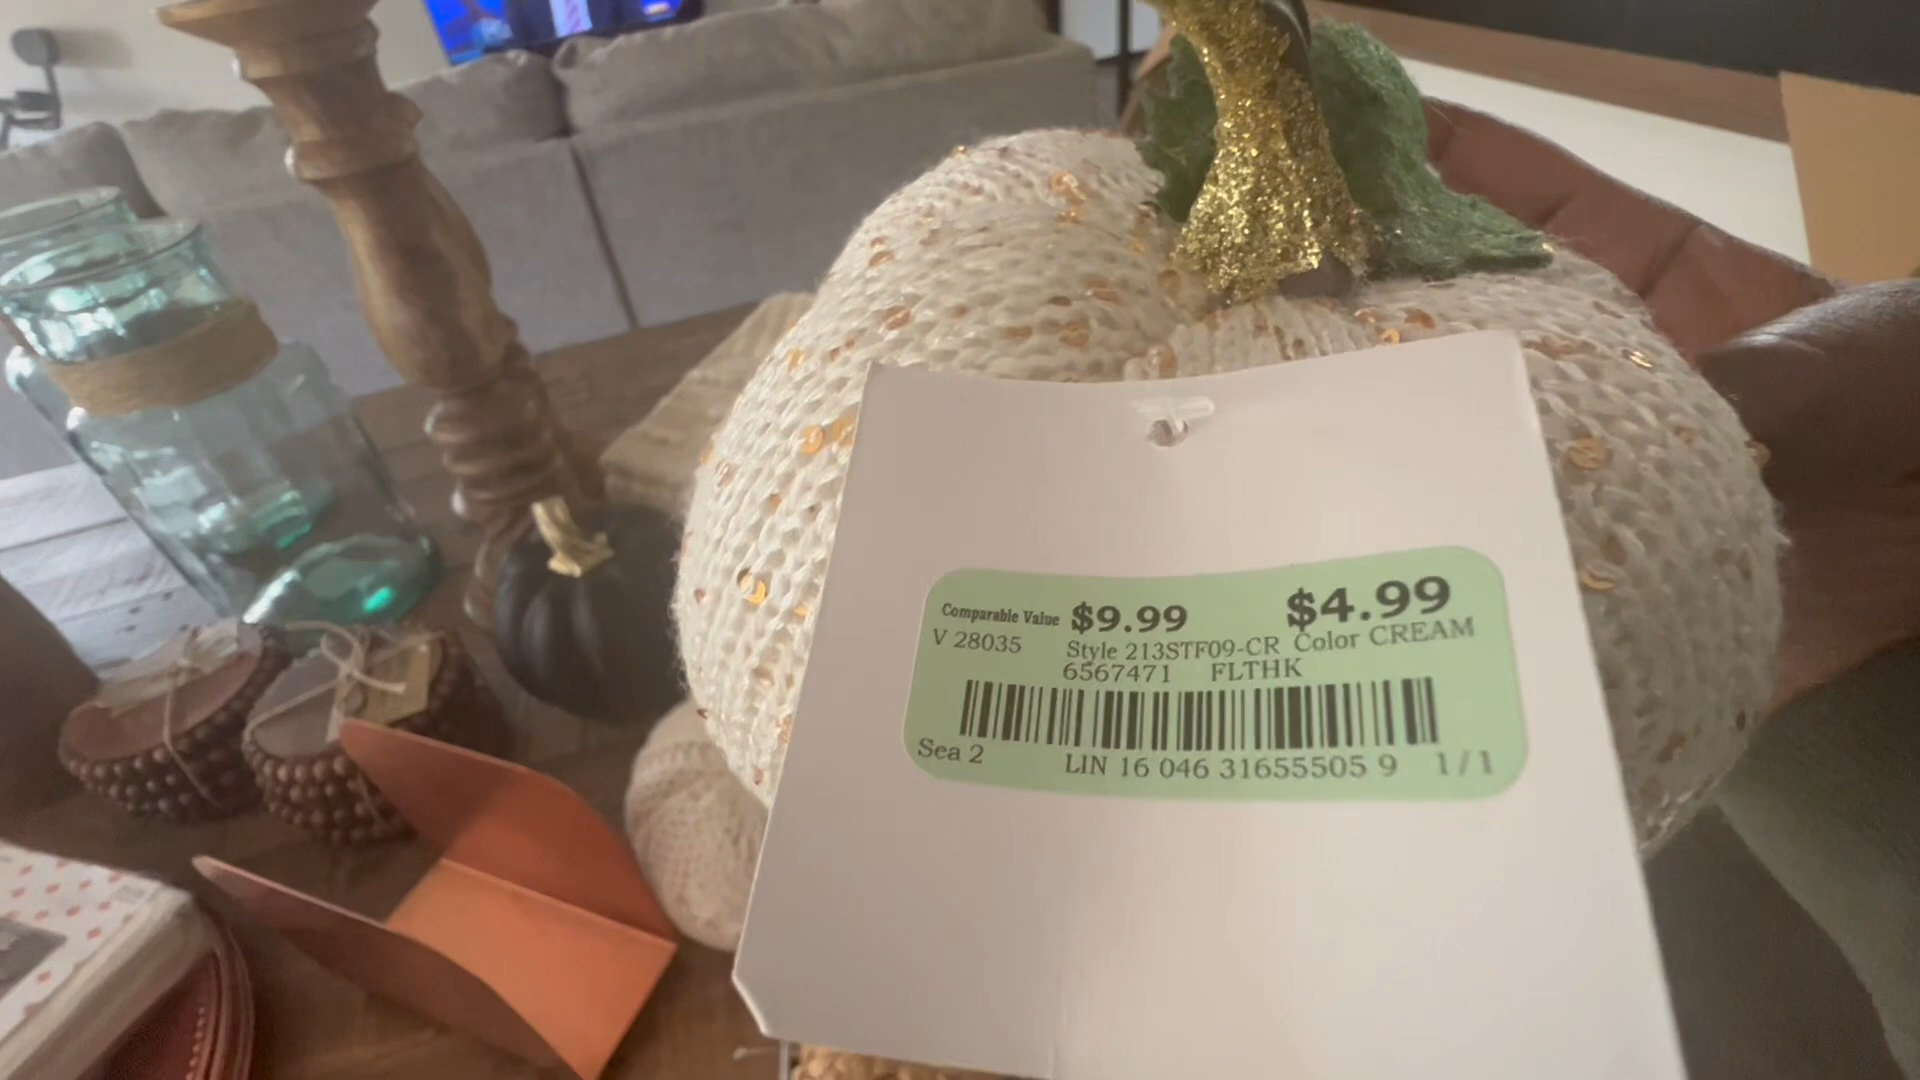 Comparable Value $9.99 $4.99
V 28035 Style 213STF09-CR Color CREAM
6567471 FLTHK
Sea 2 LIN 16 046 31655505 9 1/1